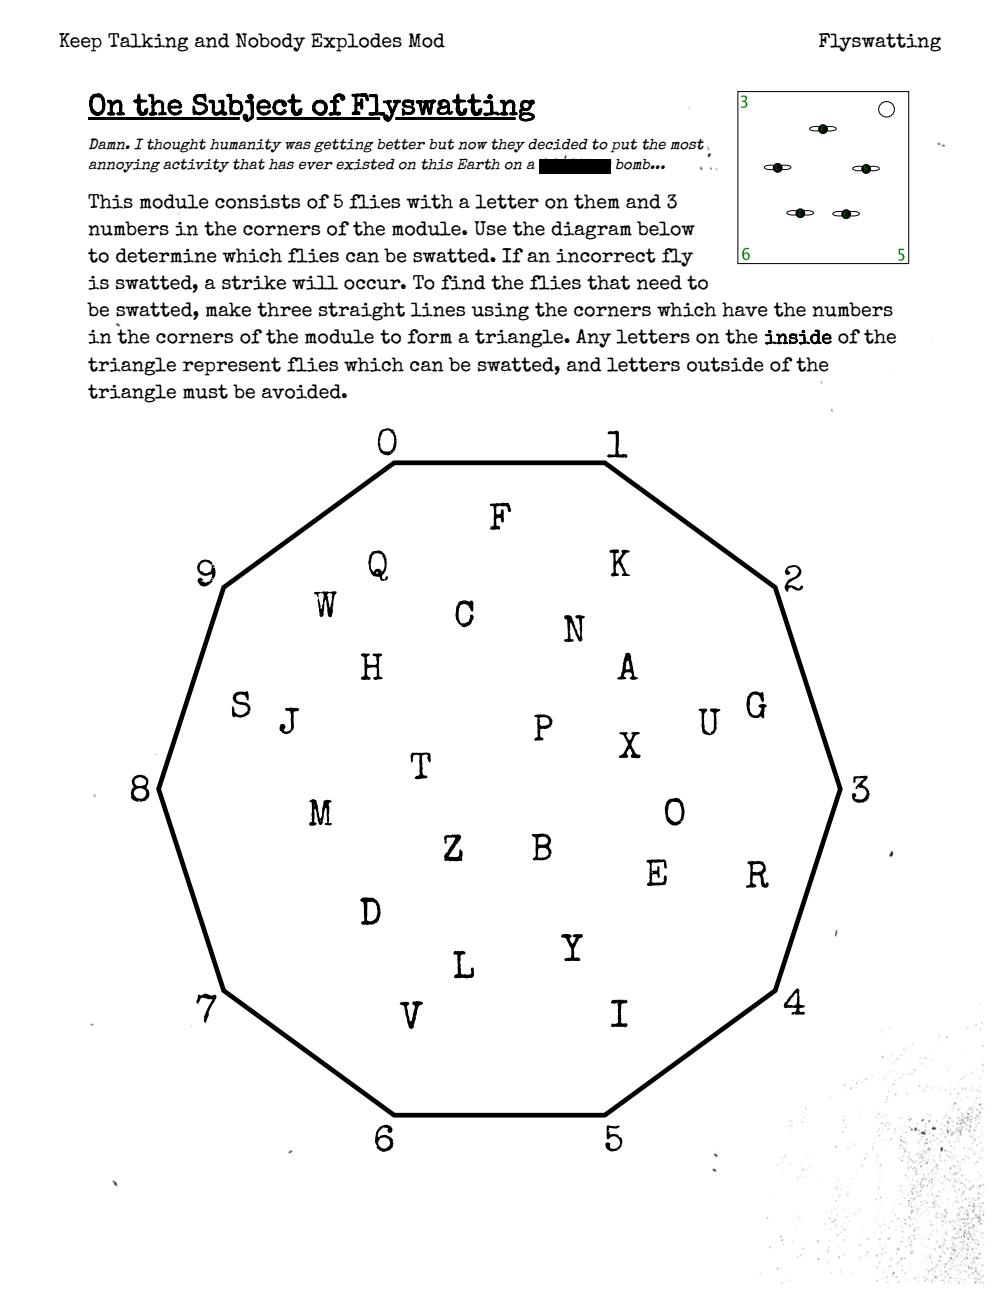 Keep Talking and Nobody Explodes Mod
Flyswatting
On the Subject of Flyswatting
Damn. I thought humanity was getting better but now they decided to put the most
annoying activity that has ever existed on this Earth on a bomb...
This module consists of 5 flies with a letter on them and 3
numbers in the corners of the module. Use the diagram below
to determine which flies can be swatted. If an incorrect fly
is swatted, a strike will occur. To find the flies that need to
be swatted, make three straight lines using the corners which have the numbers
in the corners of the module to form a triangle. Any letters on the inside of the
triangle represent flies which can be swatted, and letters outside of the
triangle must be avoided.
3
6 5
0 1
F
Q K
9 2
W
C
N
H A
S J U G
P
X
T
8 3
M O
Z B
E R
D
Y
L
7 4
V I
6 5